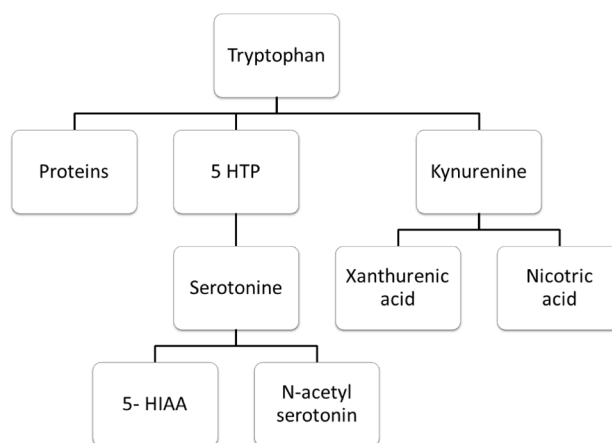 Tryptophan
Proteins
5 HTP
Kynurenine
Serotonine
Xanthurenic
acid
Nicotric
acid
5- HIAA
N-acetyl
serotonin